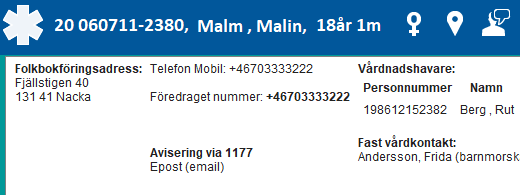 20 060711-2380, Malm , Malin, 18år 1m
Folkbokföringsadress:
Fjällstigen 40
131 41 Nacka
Telefon Mobil: +46703333222
Föredraget nummer: +46703333222
Avisering via 1177
Epost (email)
Vårdnadshavare:
Personnummer Namn
198612152382 Berg , Rut
Fast vårdkontakt:
Andersson, Frida (barnmorsk